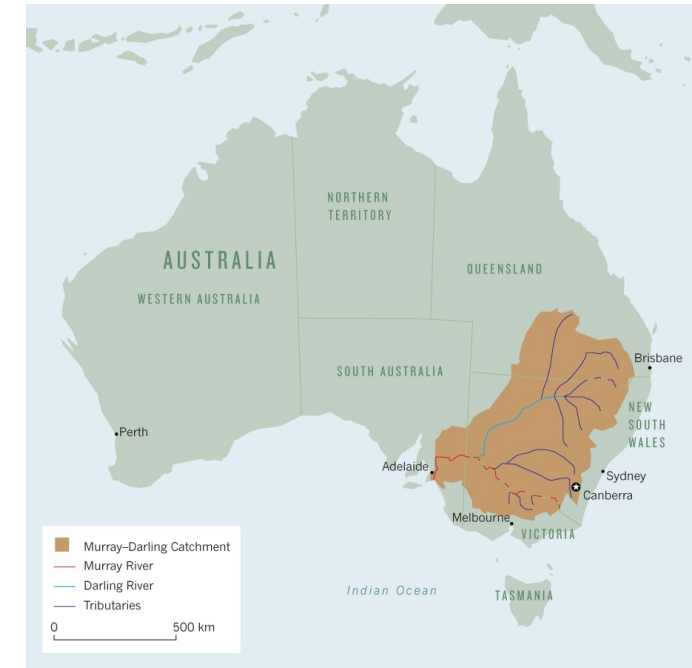 NORTHERN
TERRITORY
AUSTRALIA
QUEENSLAND
WESTERN AUSTRALIA
Brisbane
SOUTH AUSTRALIA
NEW
SOUTH
WALES
Perth
Adelaide
Sydney
Canberra
Melbourne
VICTORIA
Murray–Darling Catchment
Murray River
Darling River
Tributaries
0 500 km
Indian Ocean
TASMANIA